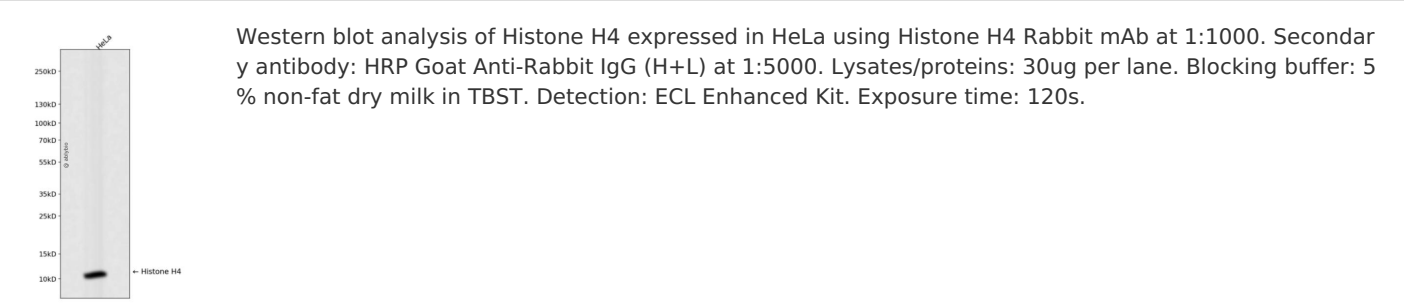 HeLa
250kD
130kD
100kD
70kD
55kD
35kD
25kD
15kD
10kD
@ abbybio
← Histone H4
Western blot analysis of Histone H4 expressed in HeLa using Histone H4 Rabbit mAb at 1:1000. Secondar
y antibody: HRP Goat Anti-Rabbit IgG (H+L) at 1:5000. Lysates/proteins: 30ug per lane. Blocking buffer: 5
% non-fat dry milk in TBST. Detection: ECL Enhanced Kit. Exposure time: 120s.